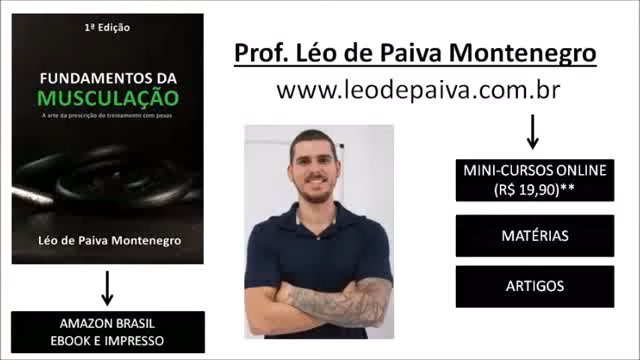 1ª Edição
FUNDAMENTOS DA
MUSCULAÇÃO
A arte da prescrição do treinamento com pesos
Léo de Paiva Montenegro
AMAZON BRASIL
EBOOK E IMPRESSO
Prof. Léo de Paiva Montenegro
www.leodepaiva.com.br
MINI-CURSOS ONLINE
(R$ 19,90)**
MATÉRIAS
ARTIGOS